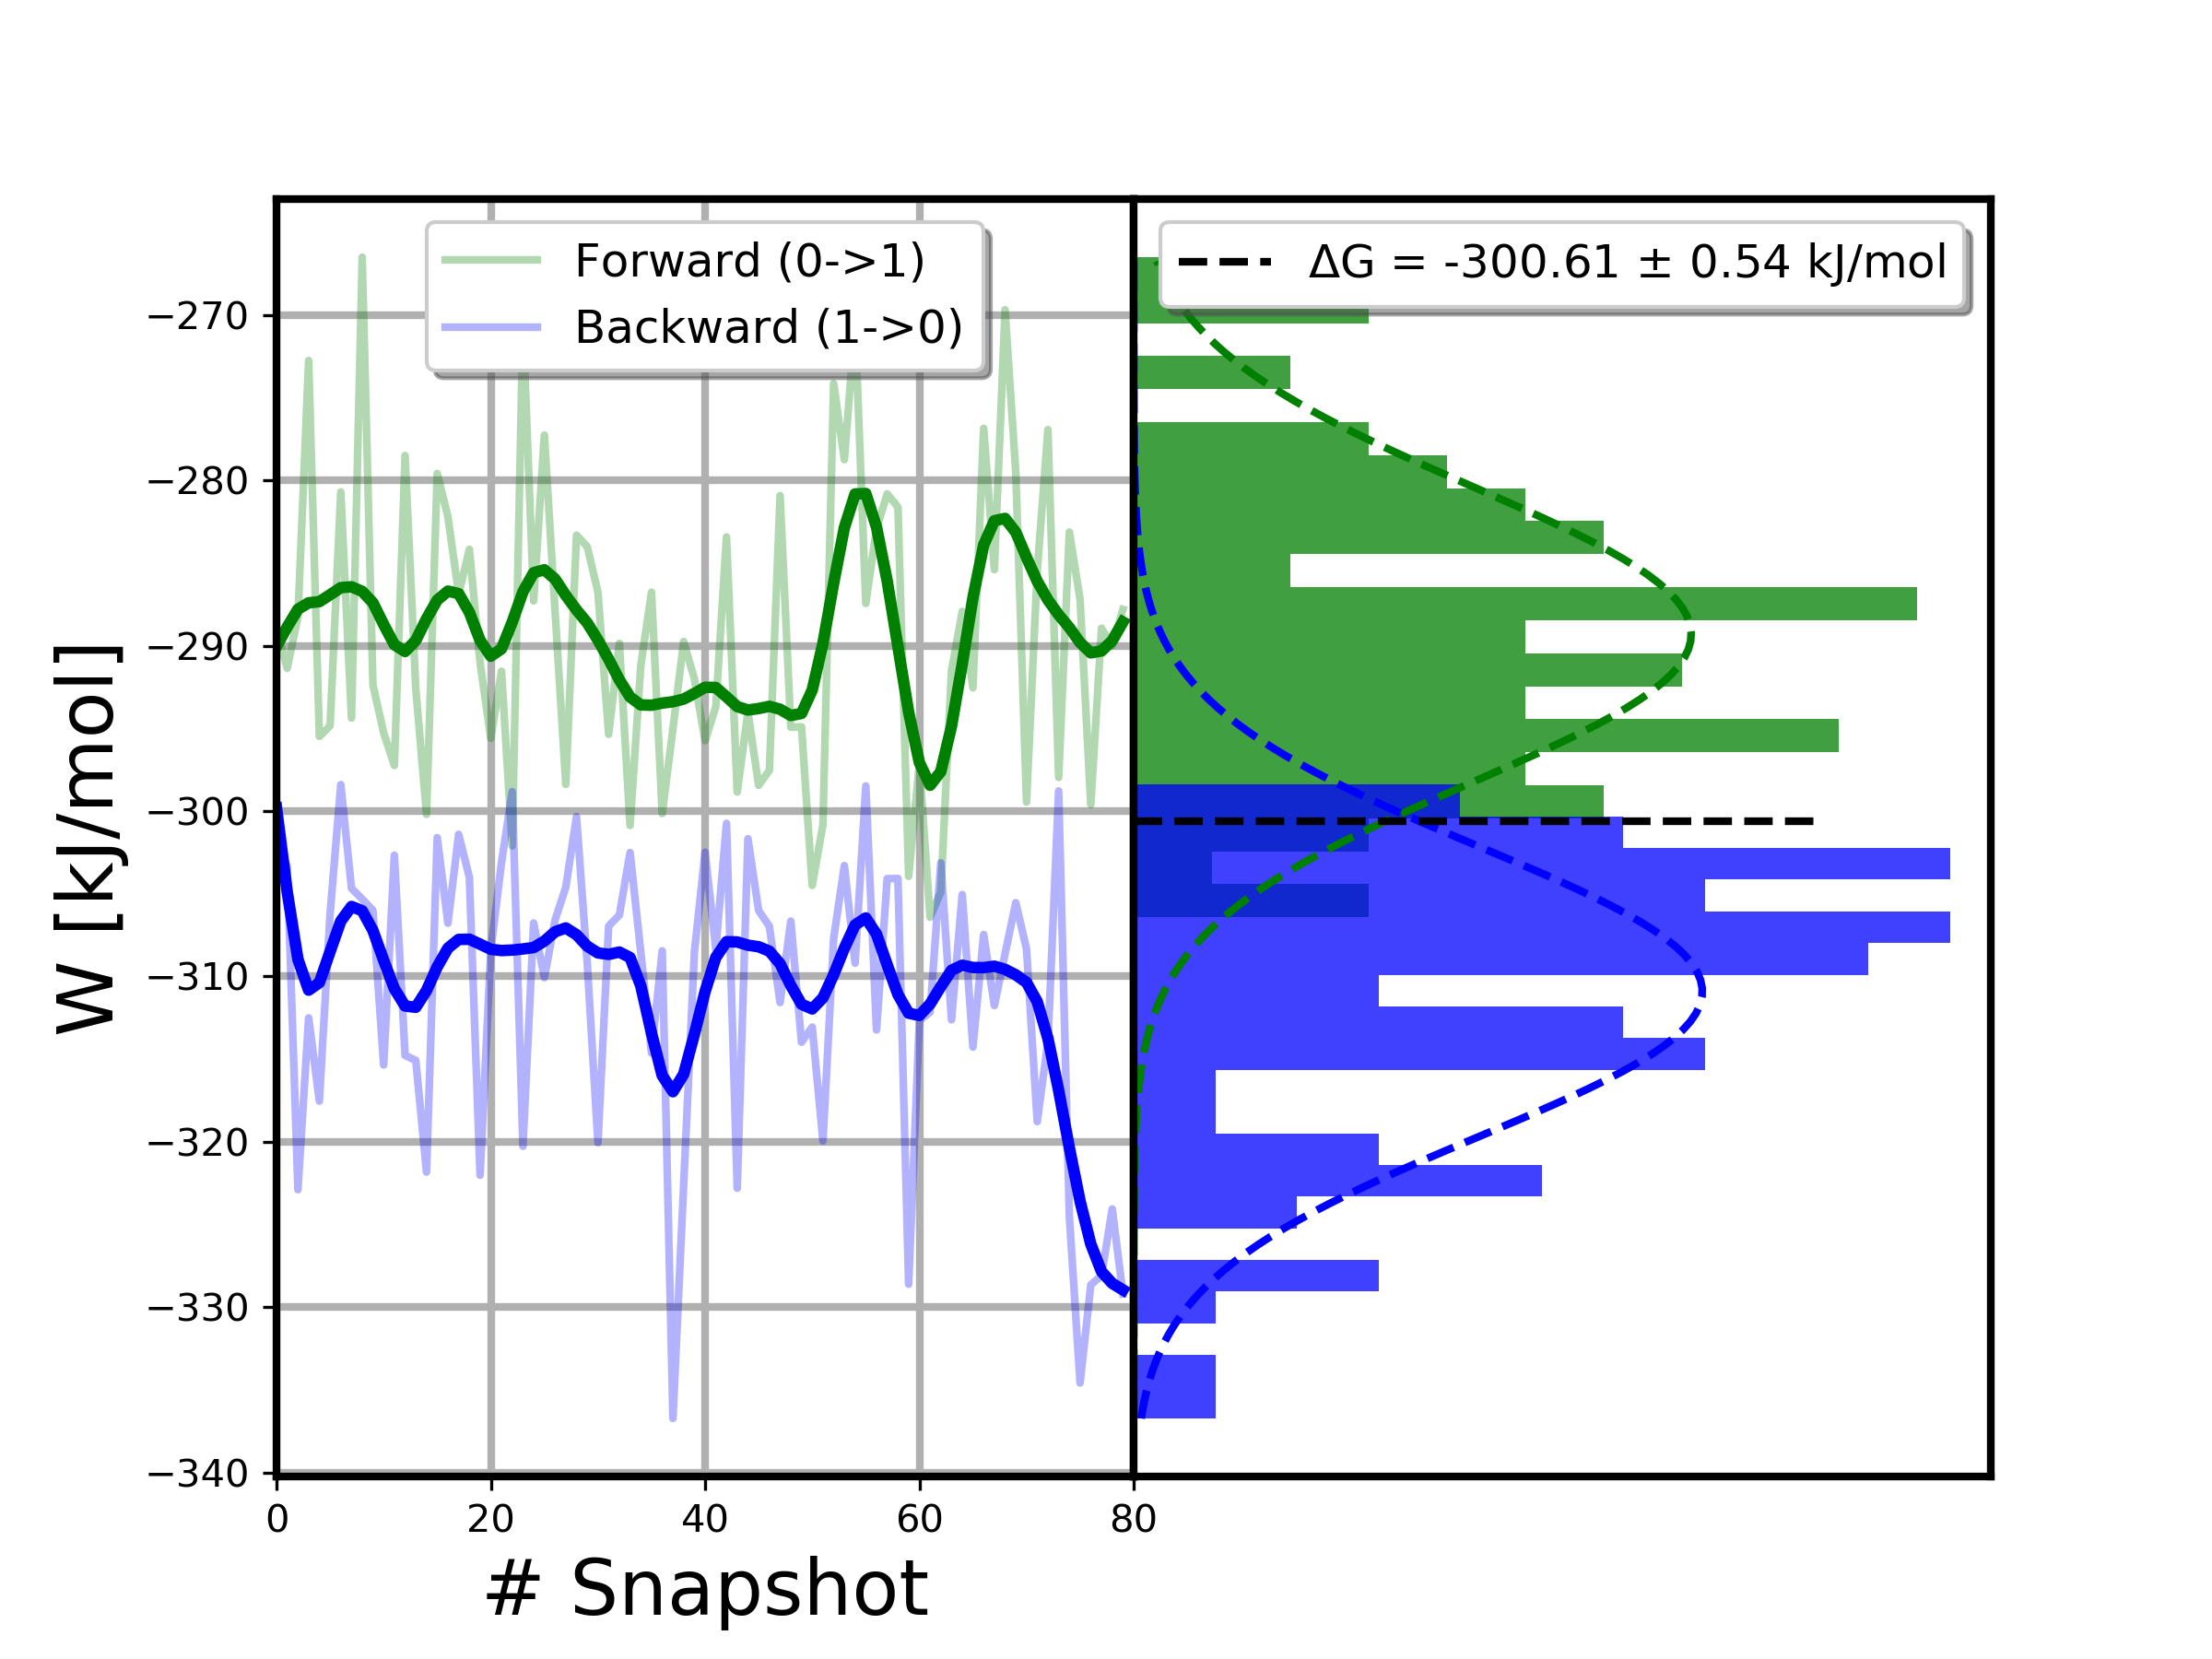 Forward (0->1)
Backward (1->0)
ΔG = -300.61 ± 0.54 kJ/mol
−270
−280
−290
−300
−310
−320
−330
−340
W [kJ/mol]
0
20
40
60
80
# Snapshot